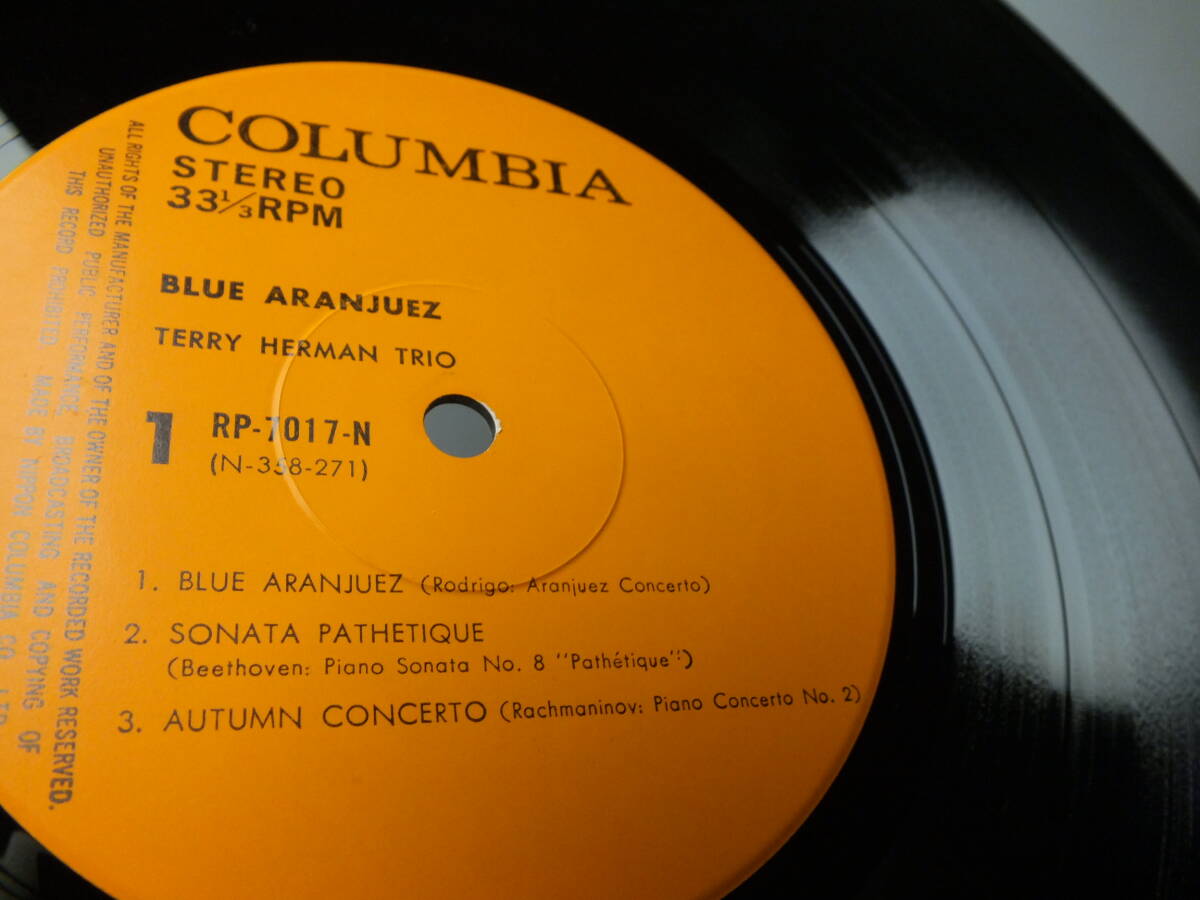 COLUMBIA
STEREO
33⅓RPM
BLUE ARANJUEZ
TERRY HERMAN TRIO
1
RP-7017-N
(N-358-271)
1. BLUE ARANJUEZ (Rodrigo: Aranjuez Concerto)
2. SONATA PATHETIQUE
(Beethoven: Piano Sonata No. 8 "Pathétique")
3. AUTUMN CONCERTO (Rachmaninov: Piano Concerto No. 2)
ALL RIGHTS OF THE MANUFACTURER AND OF THE OWNER OF THE RECORDED WORK RESERVED.
UNAUTHORIZED PUBLIC PERFORMANCE, BROADCASTING AND COPYING OF
THIS RECORD PROHIBITED. MADE BY NIPPON COLUMBIA CO., LTD.